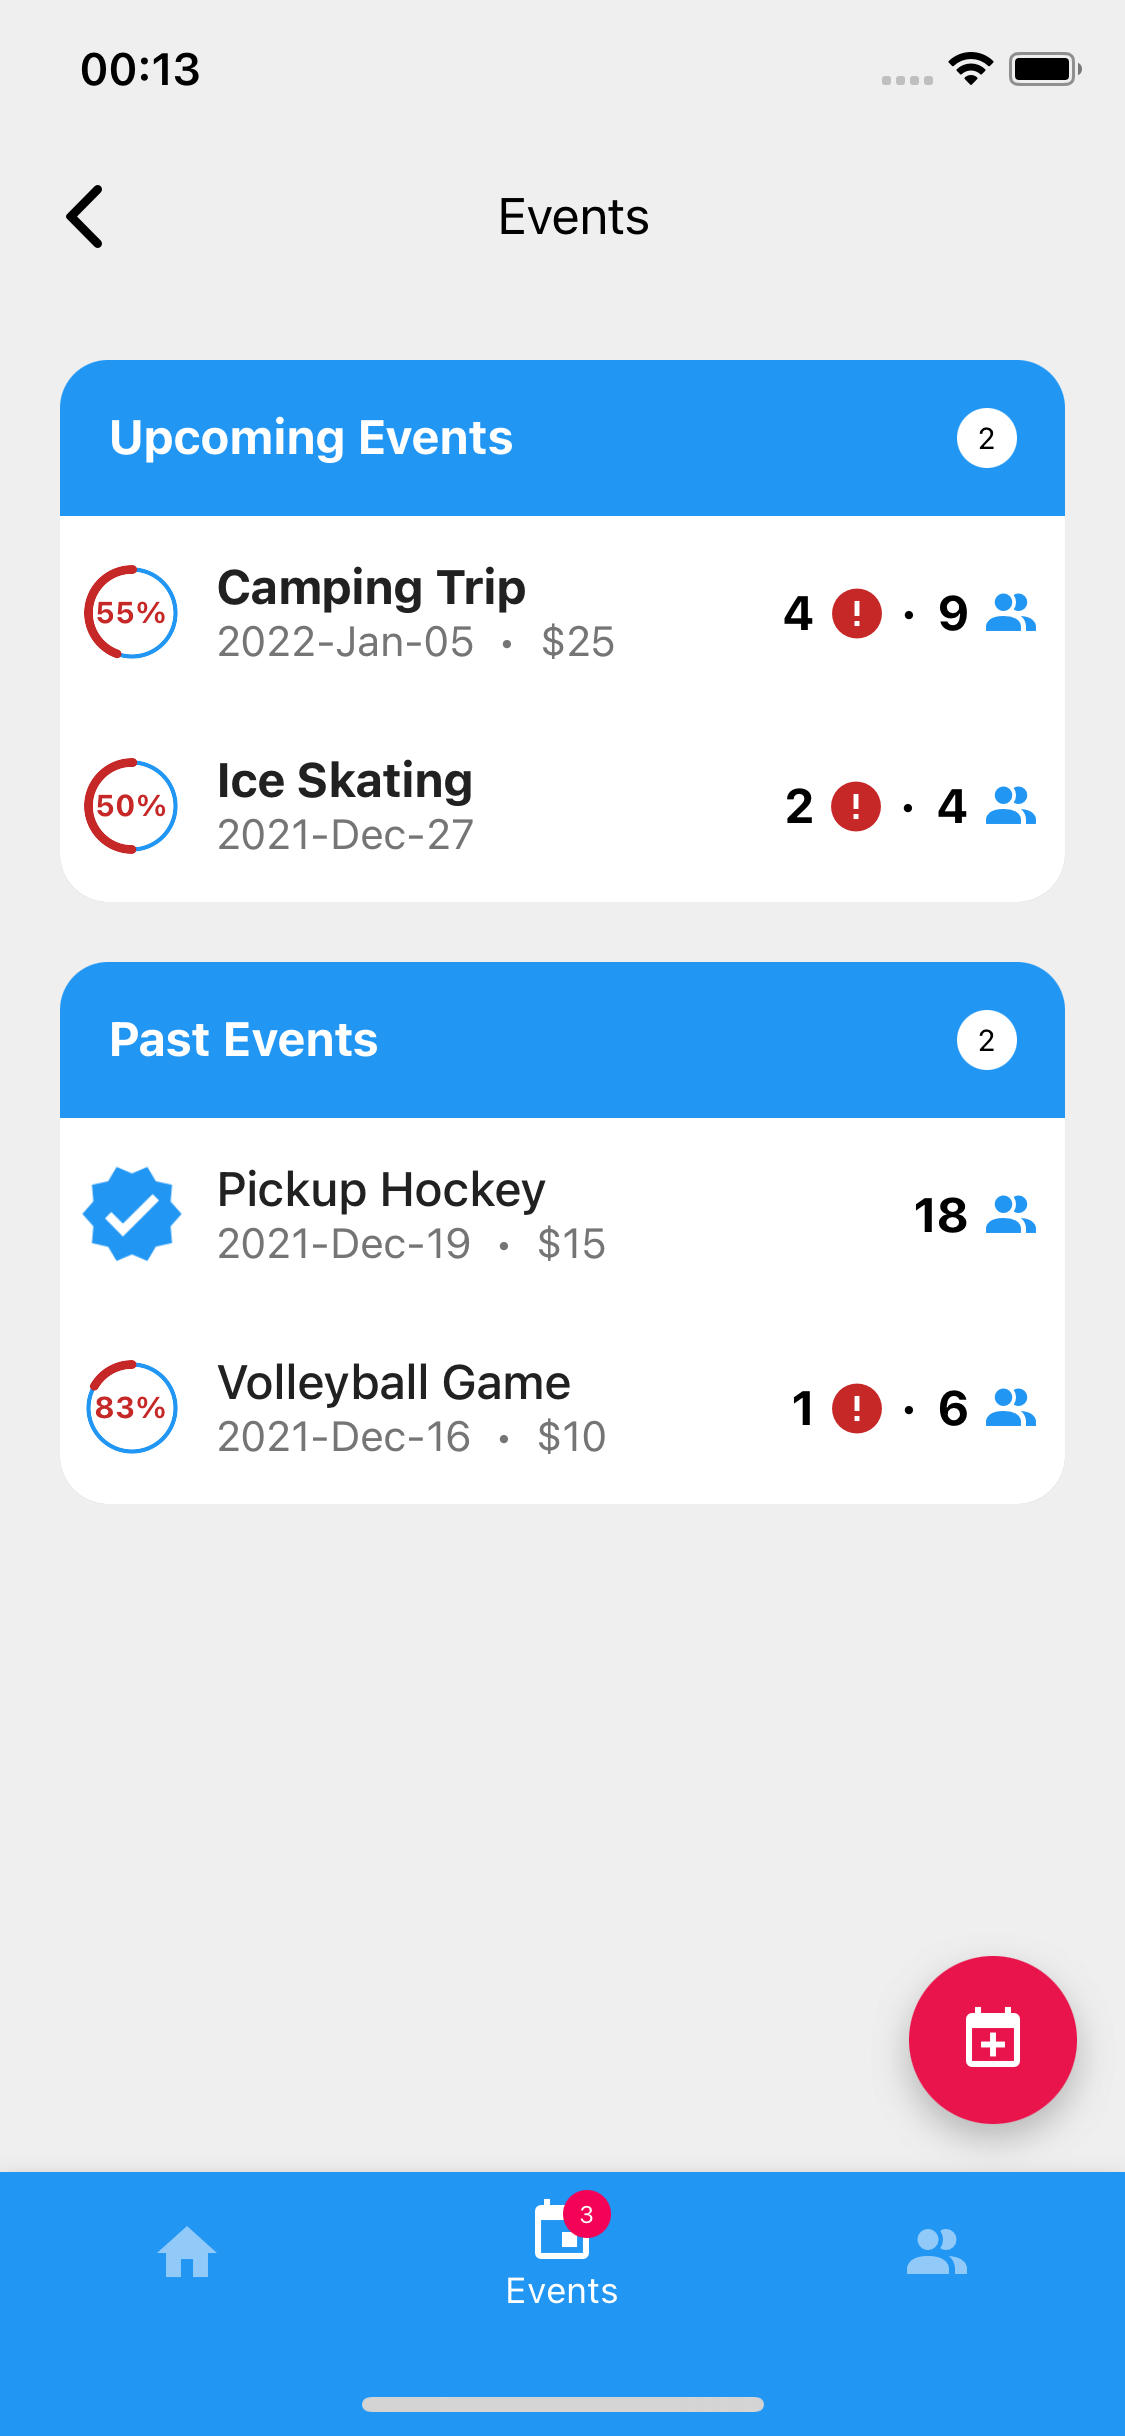 00:13
Events
Upcoming Events 2
55% Camping Trip 4 ! · 9
2022-Jan-05 · $25
50% Ice Skating 2 ! · 4
2021-Dec-27
Past Events 2
Pickup Hockey 18
2021-Dec-19 · $15
83% Volleyball Game 1 ! · 6
2021-Dec-16 · $10
3
Events